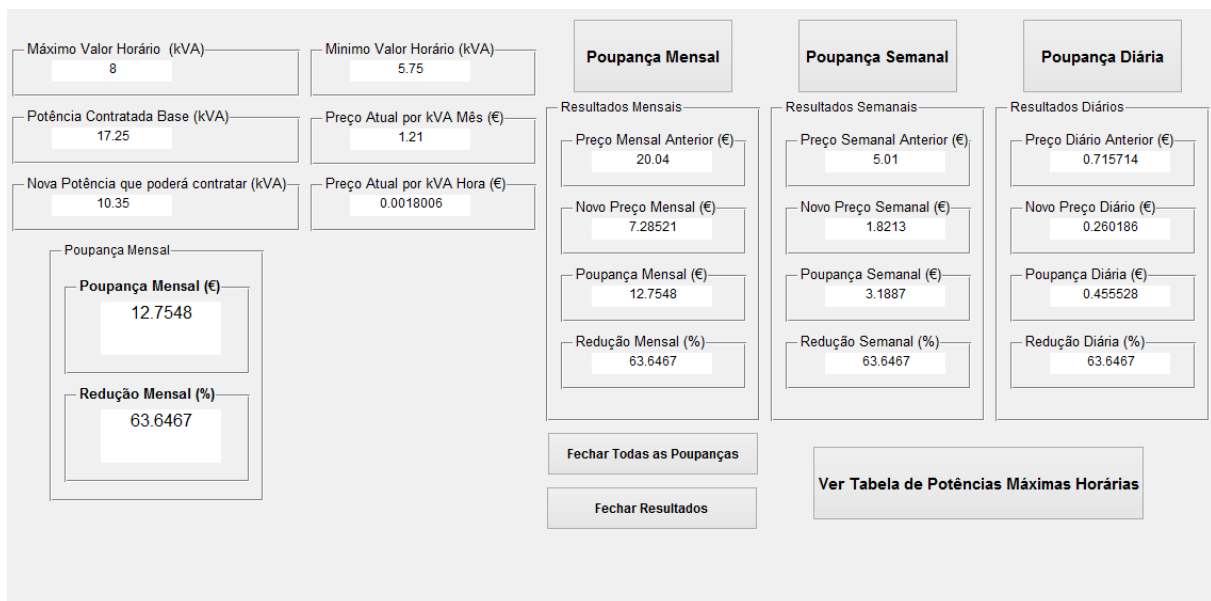 Máximo Valor Horário (kVA)
8
Minimo Valor Horário (kVA)
5.75
Potência Contratada Base (kVA)
17.25
Preço Atual por kVA Mês (€)
1.21
Nova Potência que poderá contratar (kVA)
10.35
Preço Atual por kVA Hora (€)
0.0018006
Poupança Mensal
Poupança Mensal (€)
12.7548
Redução Mensal (%)
63.6467
Poupança Mensal
Resultados Mensais
Preço Mensal Anterior (€)
20.04
Novo Preço Mensal (€)
7.28521
Poupança Mensal (€)
12.7548
Redução Mensal (%)
63.6467
Poupança Semanal
Resultados Semanais
Preço Semanal Anterior (€)
5.01
Novo Preço Semanal (€)
1.8213
Poupança Semanal (€)
3.1887
Redução Semanal (%)
63.6467
Poupança Diária
Resultados Diários
Preço Diário Anterior (€)
0.715714
Novo Preço Diário (€)
0.260186
Poupança Diária (€)
0.455528
Redução Diária (%)
63.6467
Fechar Todas as Poupanças
Fechar Resultados
Ver Tabela de Potências Máximas Horárias